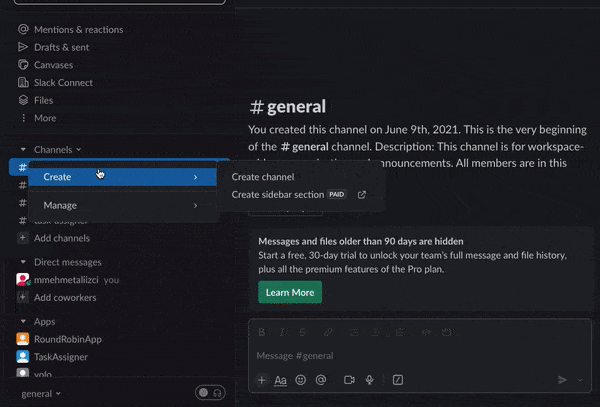 Mentions & reactions
Drafts & sent
Canvases
Slack Connect
Files
More
Channels
#
Create
Manage
Create channel
Create sidebar section PAID
#
#
#
Add channels
Direct messages
mmehmetaliizci you
Add coworkers
Apps
RoundRobinApp
TaskAssigner
yolo
general
# general
You created this channel on June 9th, 2021. This is the very beginning
of the # general channel. Description: This channel is for workspace-
All members are in this
Messages and files older than 90 days are hidden
Start a free, 30-day trial to unlock your team's full message and file history,
plus all the premium features of the Pro plan.
Learn More
B I S
Message #general
Aa